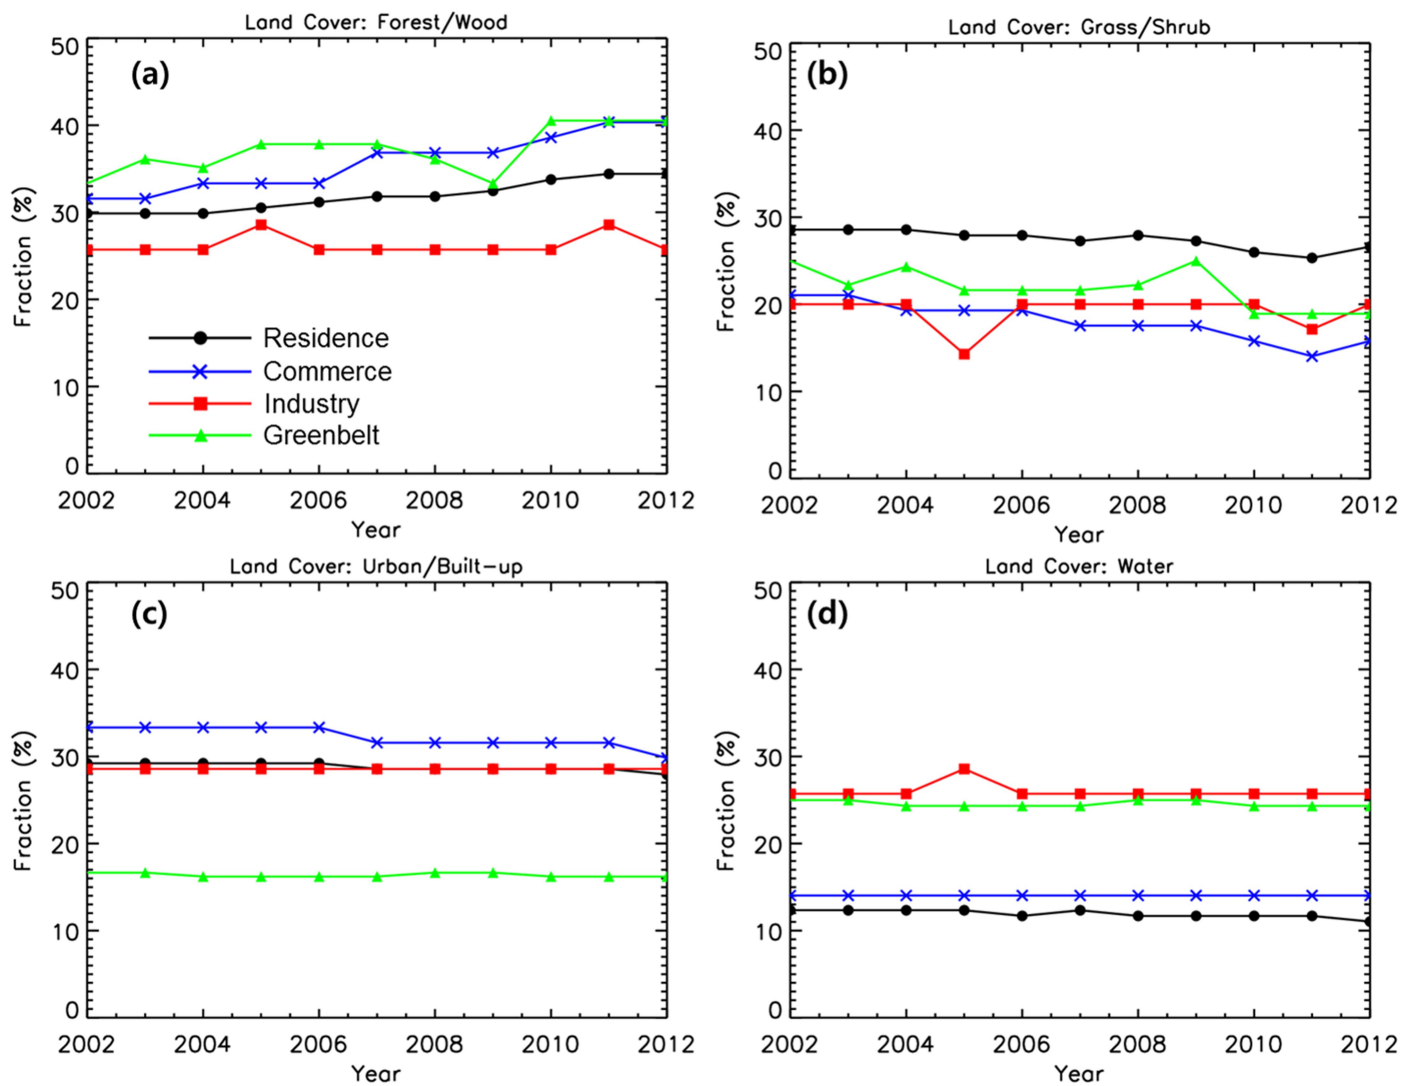 Land Cover: Forest/Wood
(a)
50
40
30
20
10
0
Fraction (%)
Residence
Commerce
Industry
Greenbelt
2002 2004 2006 2008 2010 2012
Year
Land Cover: Grass/Shrub
(b)
50
40
30
20
10
0
Fraction (%)
2002 2004 2006 2008 2010 2012
Year
Land Cover: Urban/Built-up
(c)
50
40
30
20
10
0
Fraction (%)
2002 2004 2006 2008 2010 2012
Year
Land Cover: Water
(d)
50
40
30
20
10
0
Fraction (%)
2002 2004 2006 2008 2010 2012
Year